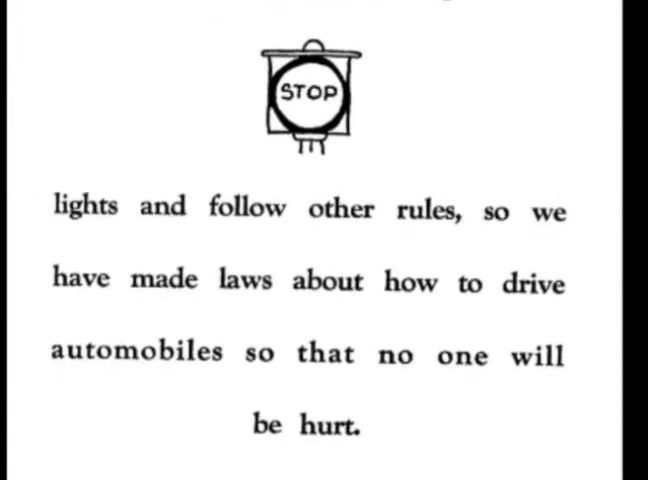 STOP
lights and follow other rules, so we
have made laws about how to drive
automobiles so that no one will
be hurt.